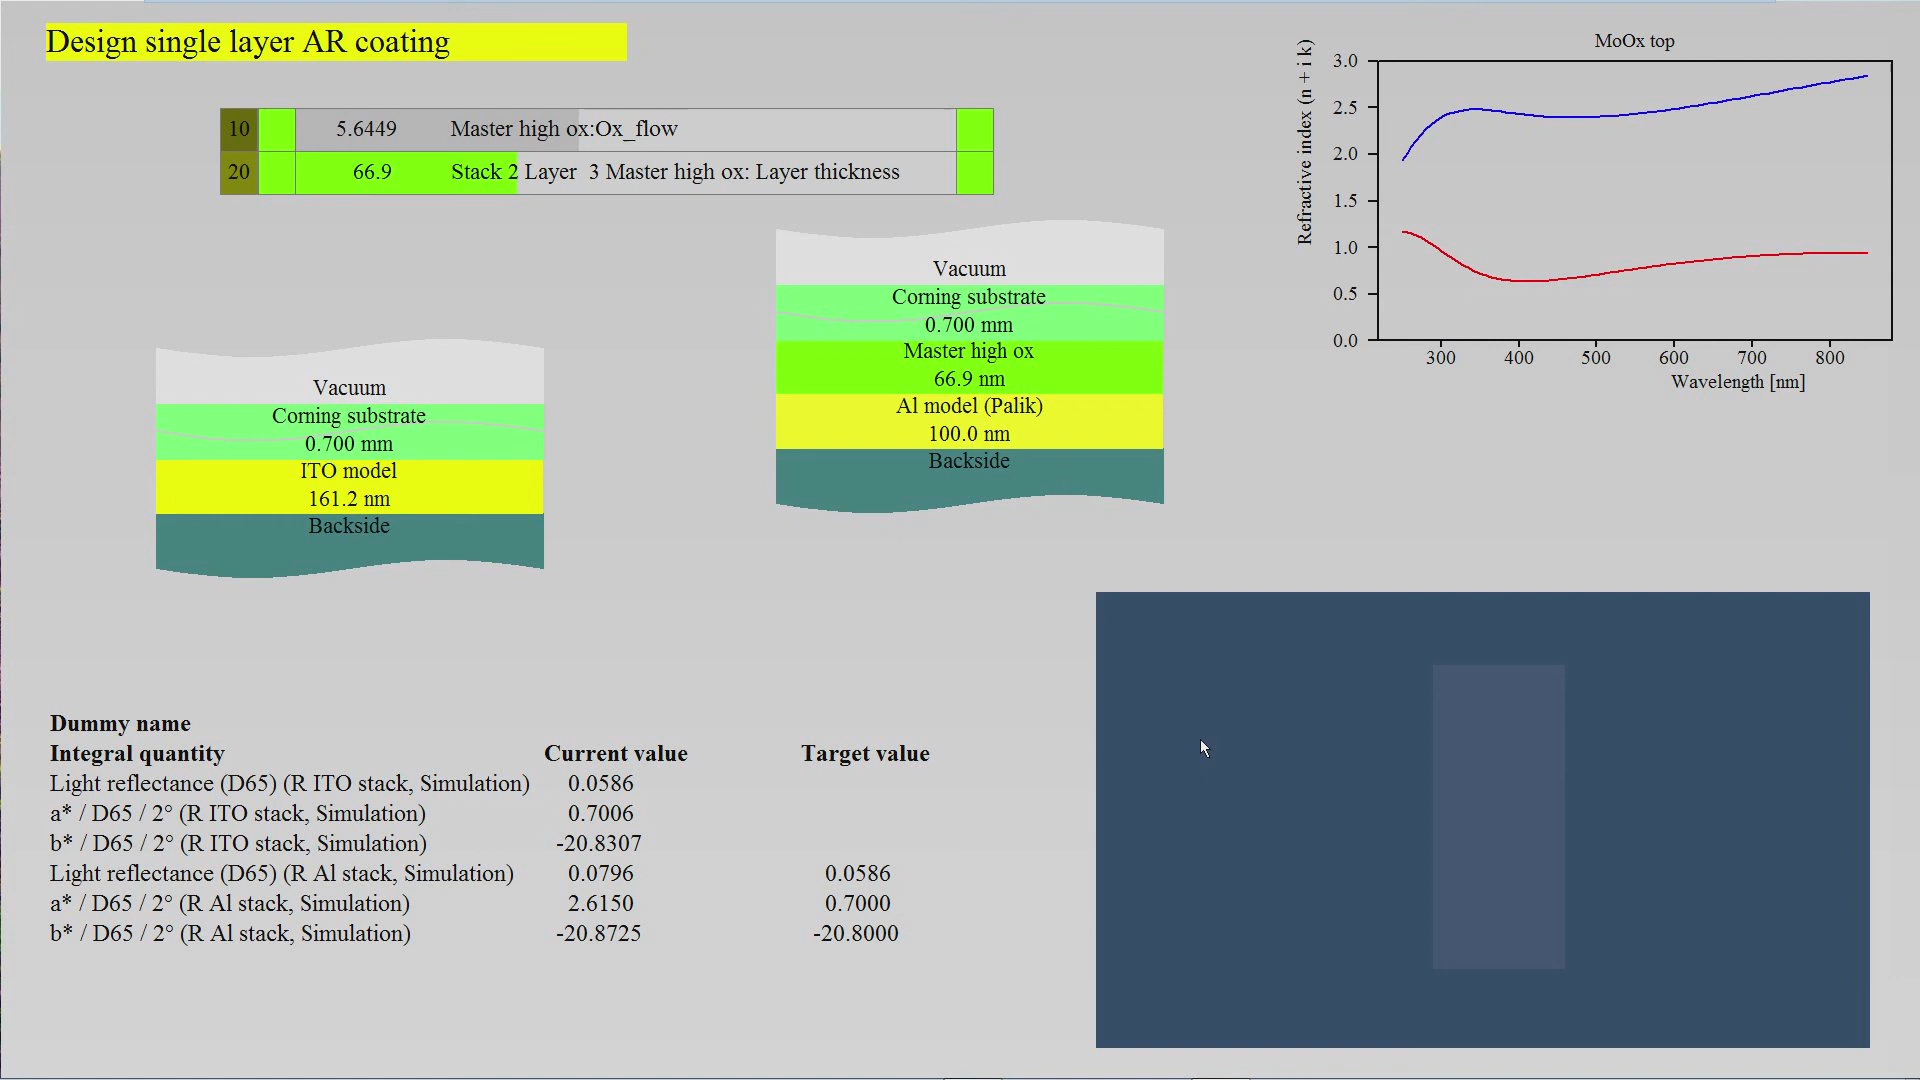 Design single layer AR coating
10 5.6449 Master high ox:Ox_flow
20 66.9 Stack 2 Layer 3 Master high ox: Layer thickness
MoOx top
Refractive index (n + i k)
3.0
2.5
2.0
1.5
1.0
0.5
0.0
300 400 500 600 700 800
Wavelength [nm]
Vacuum
Corning substrate
0.700 mm
Master high ox
66.9 nm
Al model (Palik)
100.0 nm
Backside
Vacuum
Corning substrate
0.700 mm
ITO model
161.2 nm
Backside
Dummy name
Integral quantity Current value Target value
Light reflectance (D65) (R ITO stack, Simulation) 0.0586
a* / D65 / 2° (R ITO stack, Simulation) 0.7006
b* / D65 / 2° (R ITO stack, Simulation) -20.8307
Light reflectance (D65) (R Al stack, Simulation) 0.0796 0.0586
a* / D65 / 2° (R Al stack, Simulation) 2.6150 0.7000
b* / D65 / 2° (R Al stack, Simulation) -20.8725 -20.8000